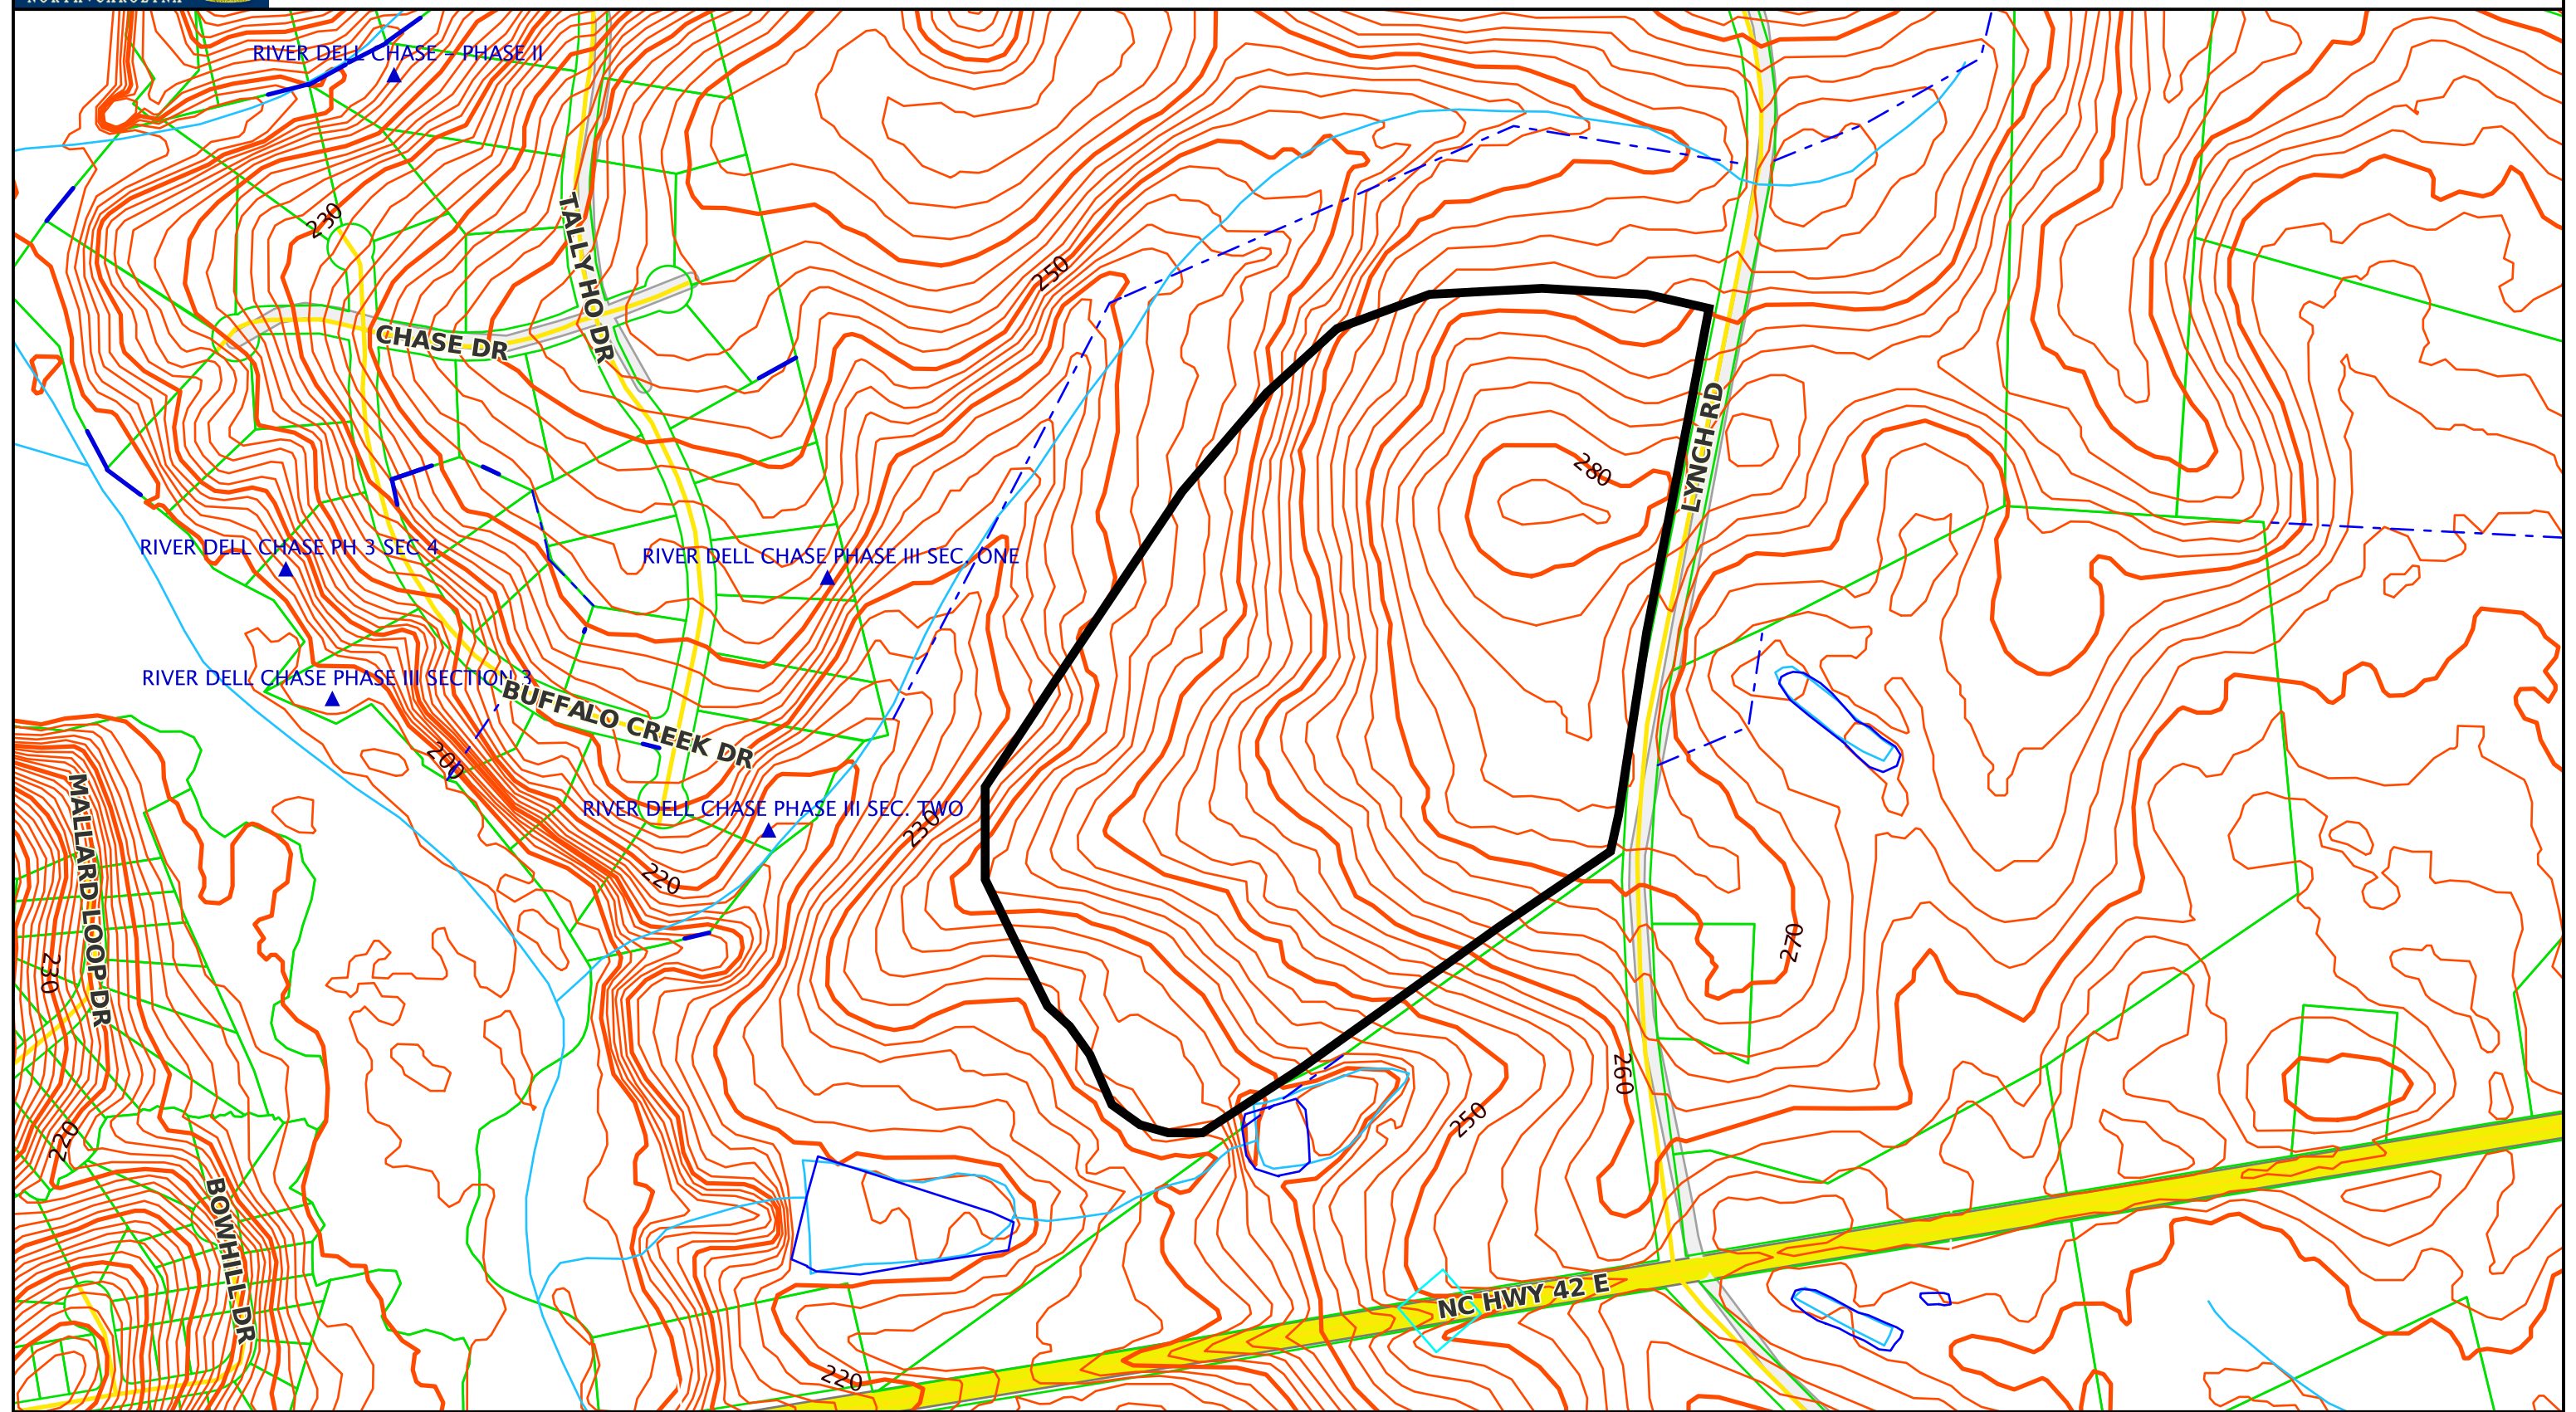 NORTH CAROLINA
RIVER DELL CHASE - PHASE II
230
TALLY HO DR
250
CHASE DR
LYNCH RD
280
RIVER DELL CHASE PH 3 SEC 4
RIVER DELL CHASE PHASE III SEC. ONE
RIVER DELL CHASE PHASE III SECTION 3
BUFFALO CREEK DR
200
RIVER DELL CHASE PHASE III SEC. TWO
230
MALLARD LOOP DR
220
270
230
260
250
220
BOWHILL DR
NC HWY 42 E
220